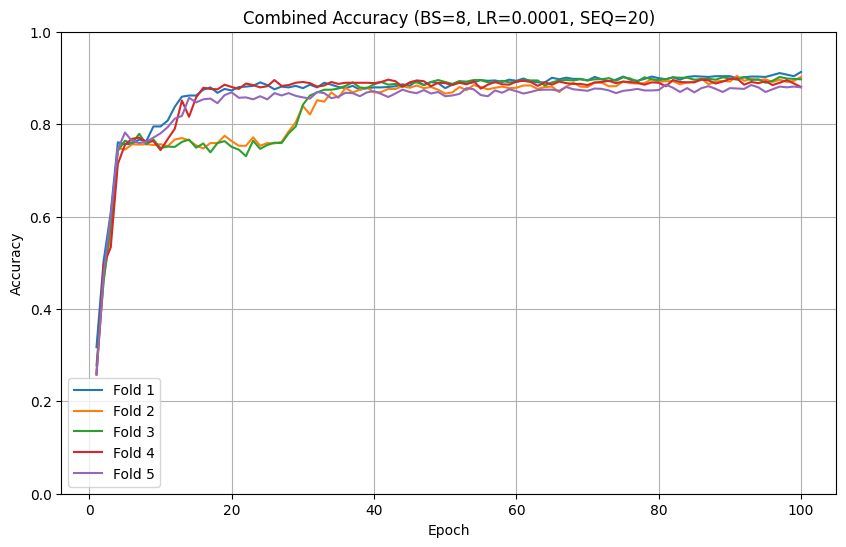 Combined Accuracy (BS=8, LR=0.0001, SEQ=20)
1.0
0.8
0.6
0.4
0.2
0.0
Accuracy
Fold 1
Fold 2
Fold 3
Fold 4
Fold 5
0 20 40 60 80 100
Epoch